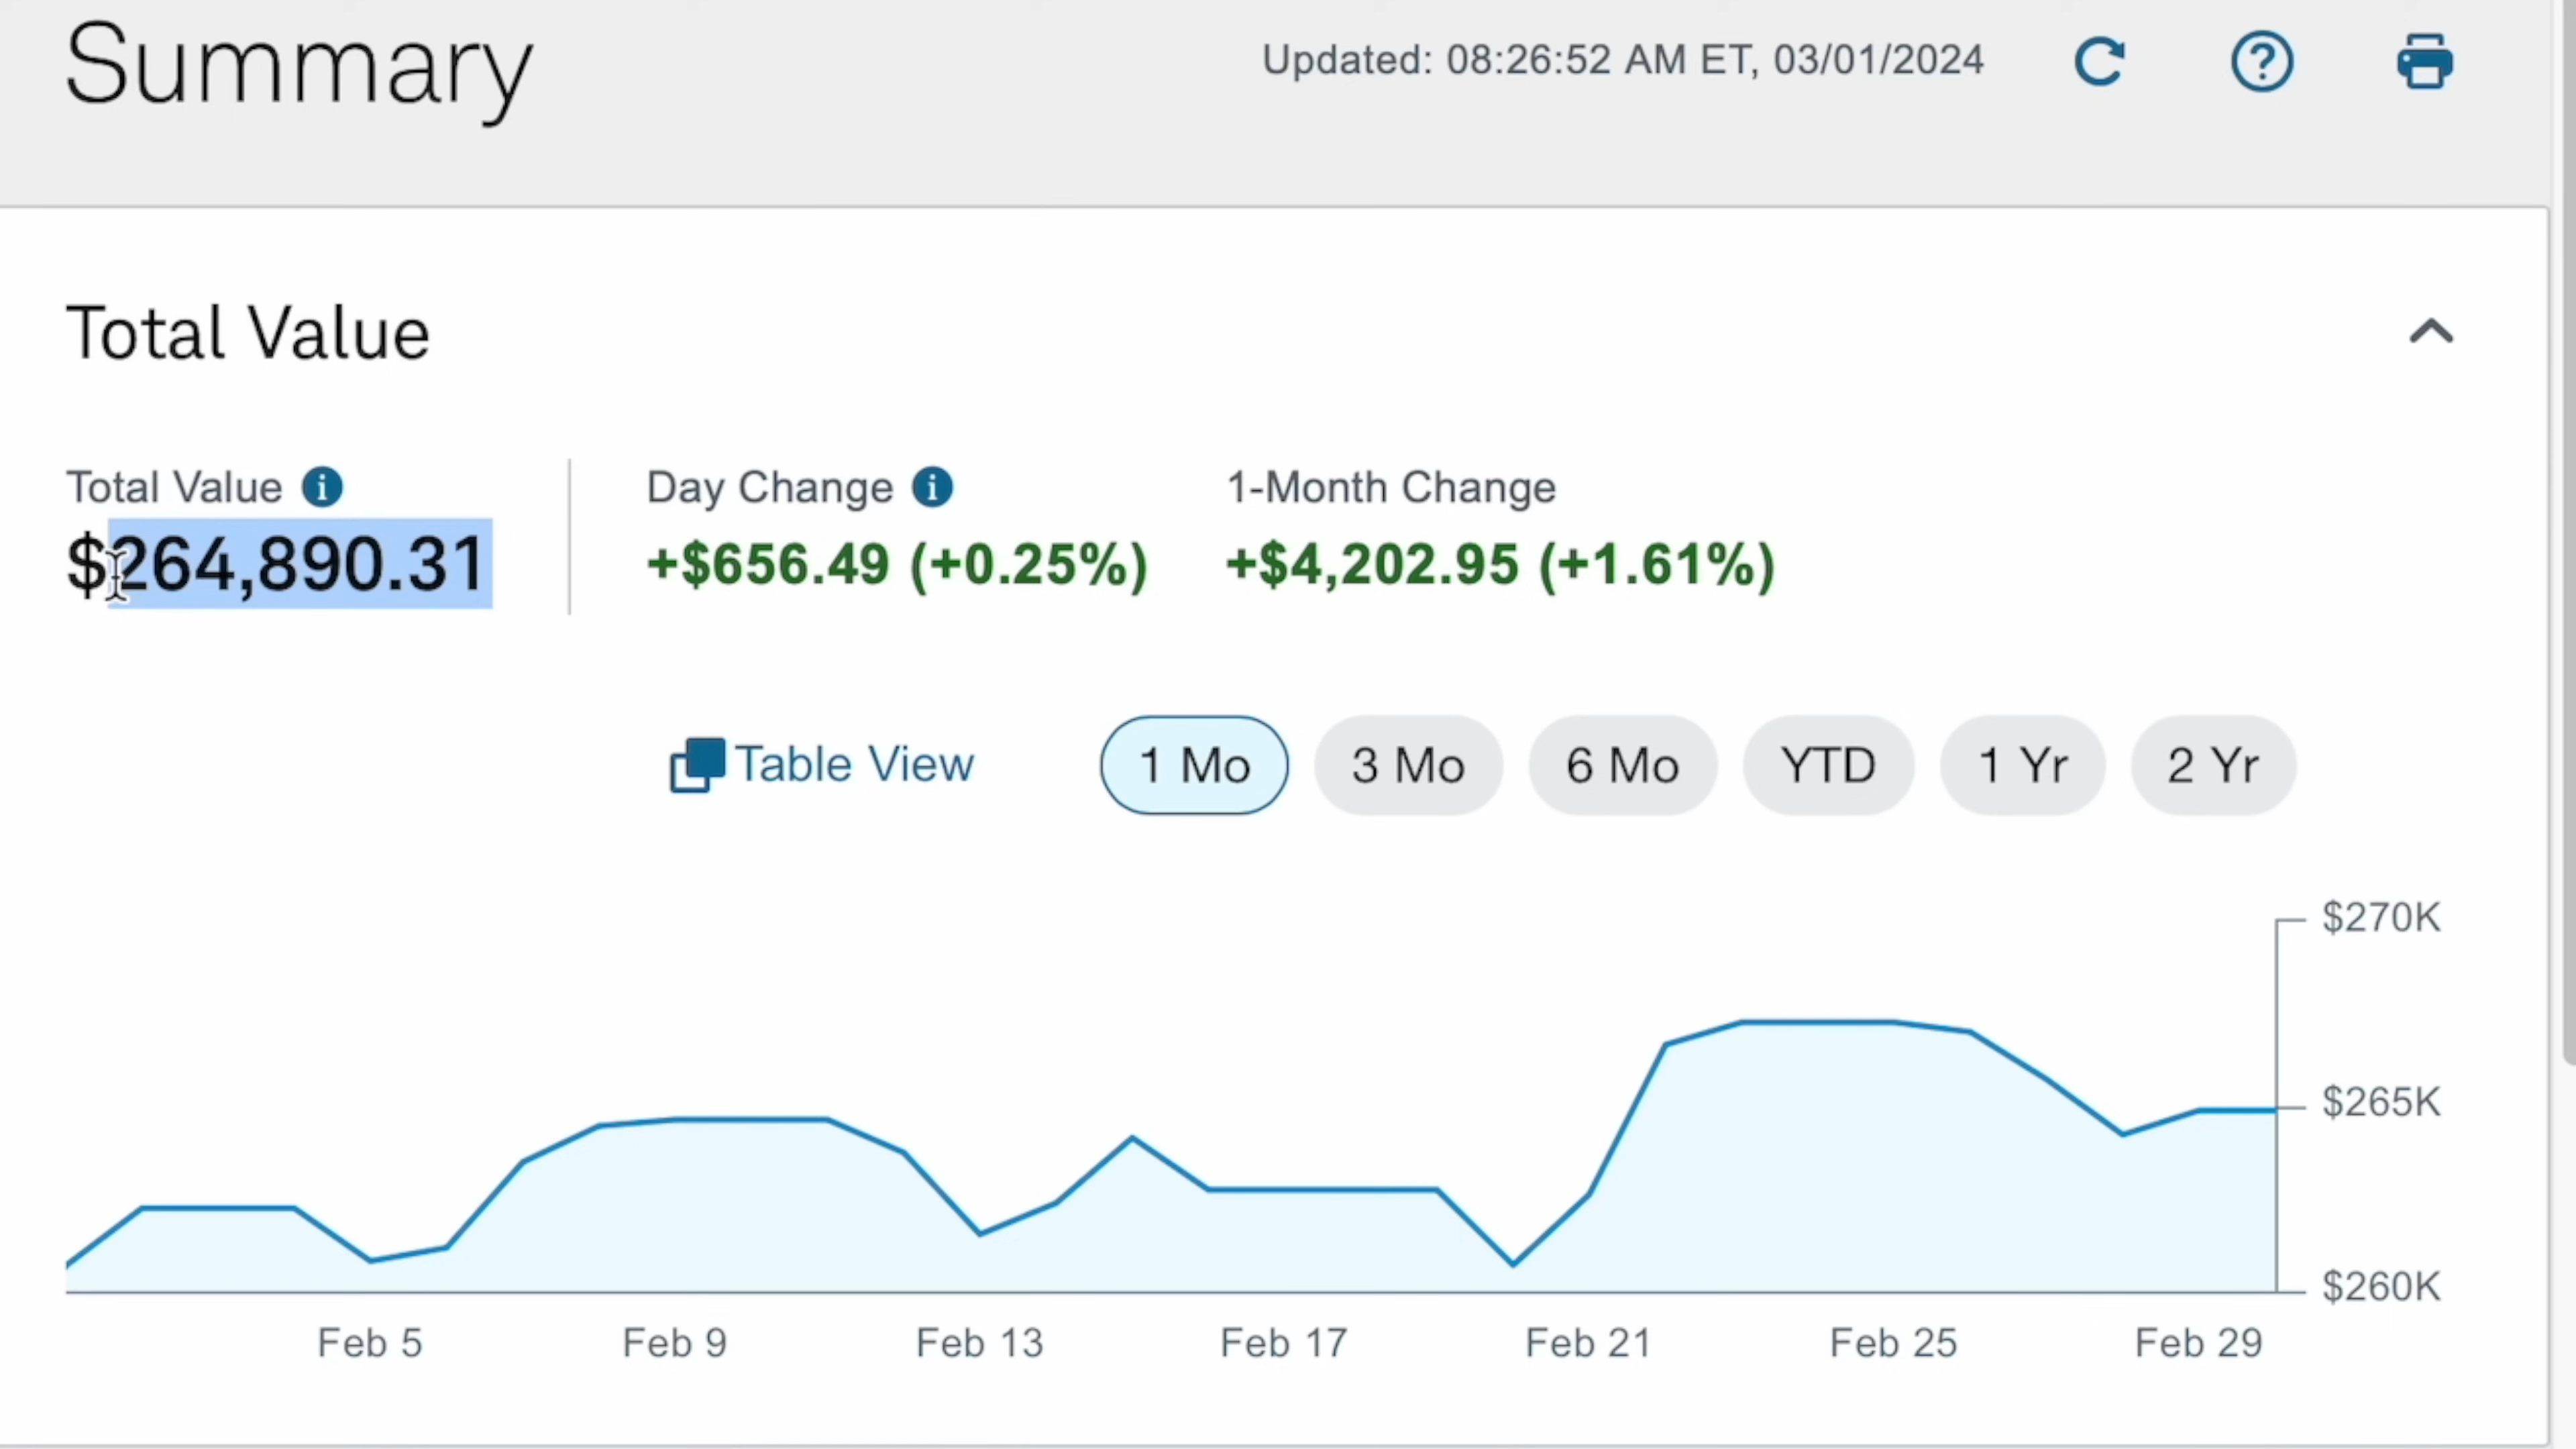 Summary
Updated: 08:26:52 AM ET, 03/01/2024
Total Value
Total Value
Day Change
1-Month Change
$264,890.31
+$656.49 (+0.25%)
+$4,202.95 (+1.61%)
Table View
1 Mo
3 Mo
6 Mo
YTD
1 Yr
2 Yr
$270K
$265K
$260K
Feb 5
Feb 9
Feb 13
Feb 17
Feb 21
Feb 25
Feb 29